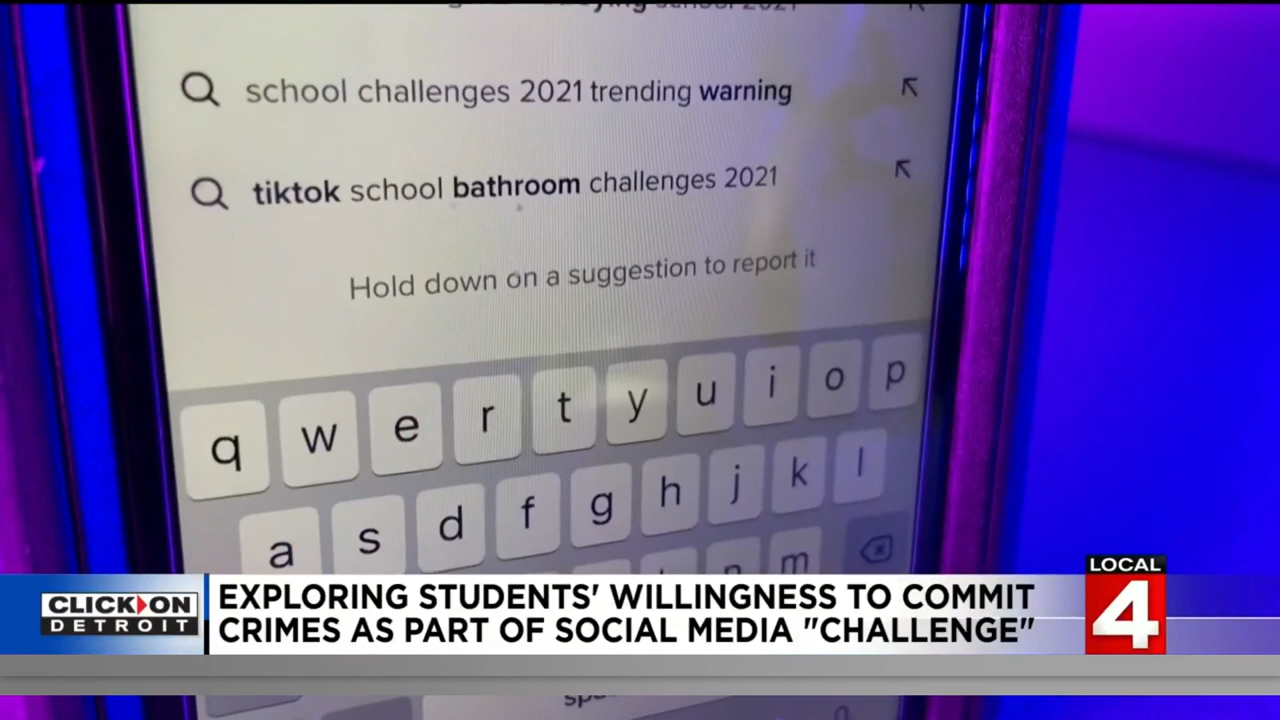 school challenges 2021 trending warning
tiktok school bathroom challenges 2021
Hold down on a suggestion to report it
q w e r t y u i o p
a s d f g h j k l
m
CLICK ON
DETROIT
EXPLORING STUDENTS' WILLINGNESS TO COMMIT
CRIMES AS PART OF SOCIAL MEDIA "CHALLENGE"
LOCAL
4